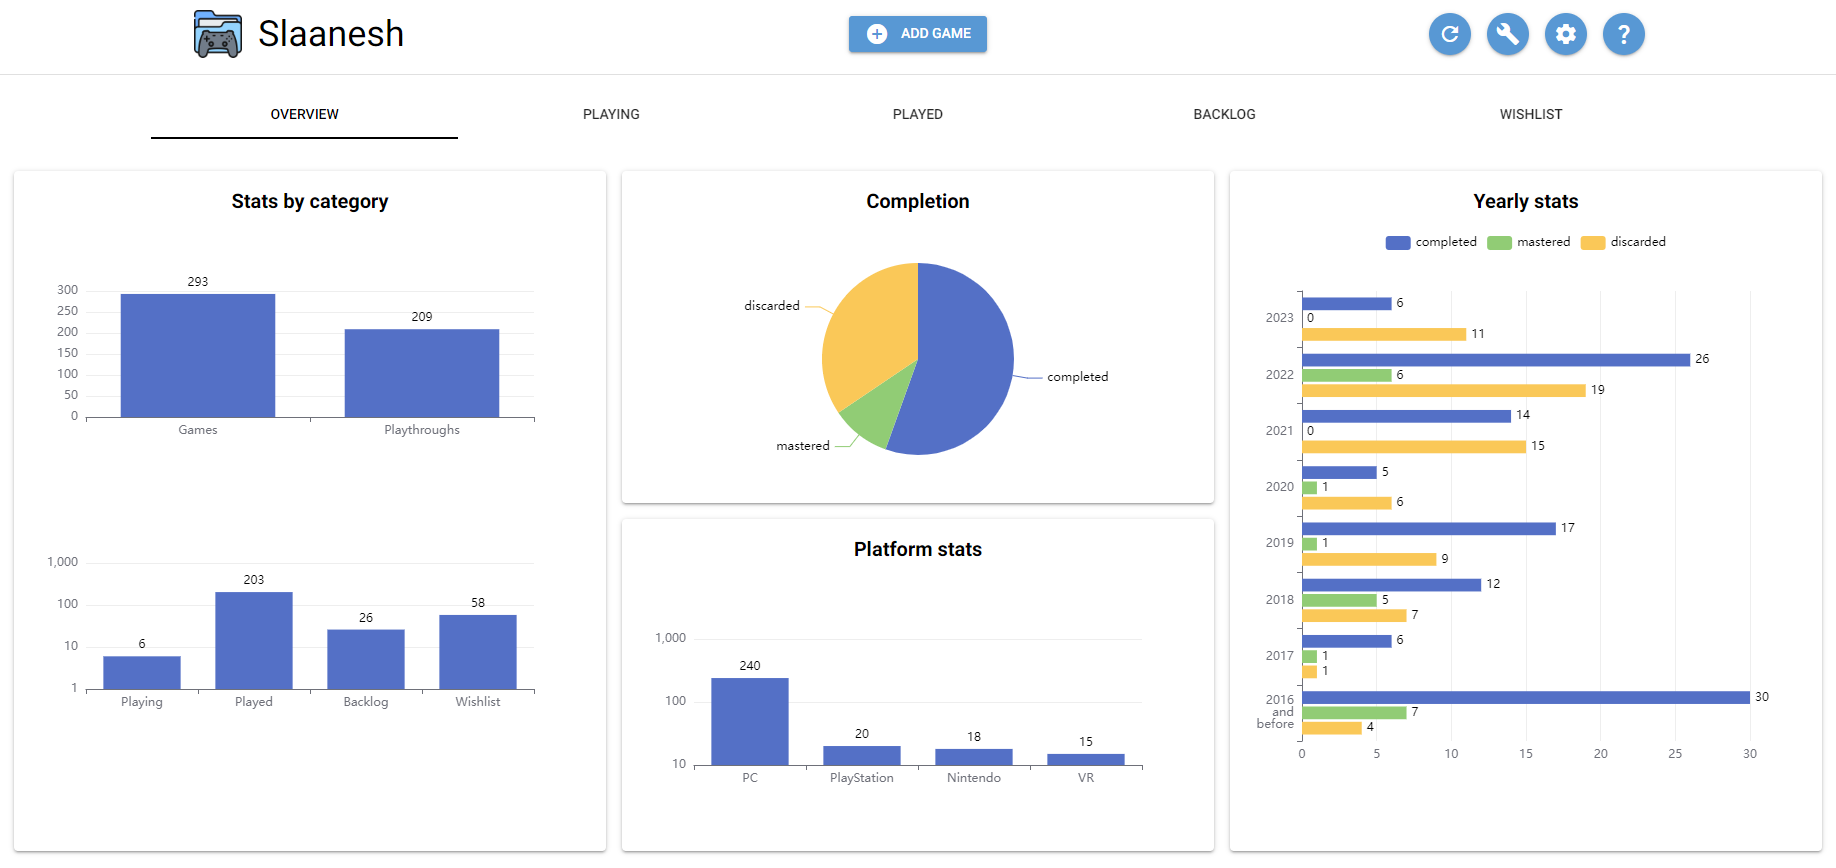 Slaanesh
ADD GAME
?
OVERVIEW
PLAYING
PLAYED
BACKLOG
WISHLIST
Stats by category
293
209
300
250
200
150
100
50
0
Games
Playthroughs
1,000
100
10
1
6
203
26
58
Playing
Played
Backlog
Wishlist
Completion
discarded
completed
mastered
Platform stats
1,000
100
10
240
20
18
15
PC
PlayStation
Nintendo
VR
Yearly stats
completed
mastered
discarded
2023
6
0
11
2022
26
6
19
2021
14
0
15
2020
5
1
6
2019
17
1
9
2018
12
5
7
2017
6
1
1
2016
and
before
30
7
4
0
5
10
15
20
25
30